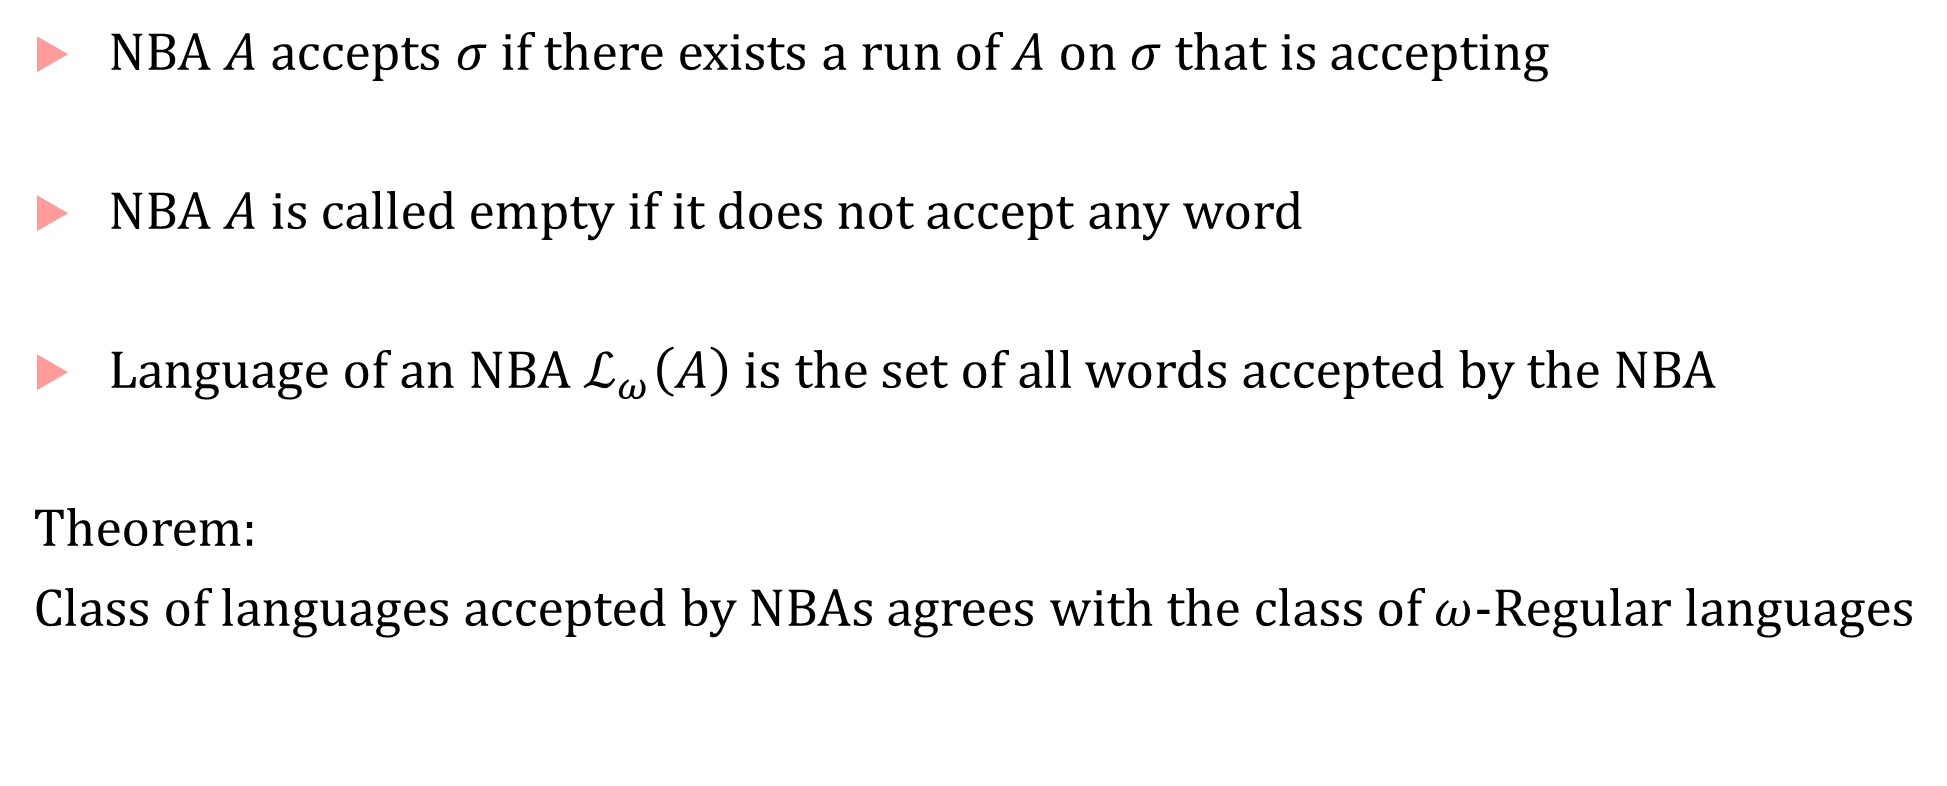 ▶ NBA A accepts σ if there exists a run of A on σ that is accepting
▶ NBA A is called empty if it does not accept any word
▶ Language of an NBA ℒω(A) is the set of all words accepted by the NBA
Theorem:
Class of languages accepted by NBAs agrees with the class of ω-Regular languages